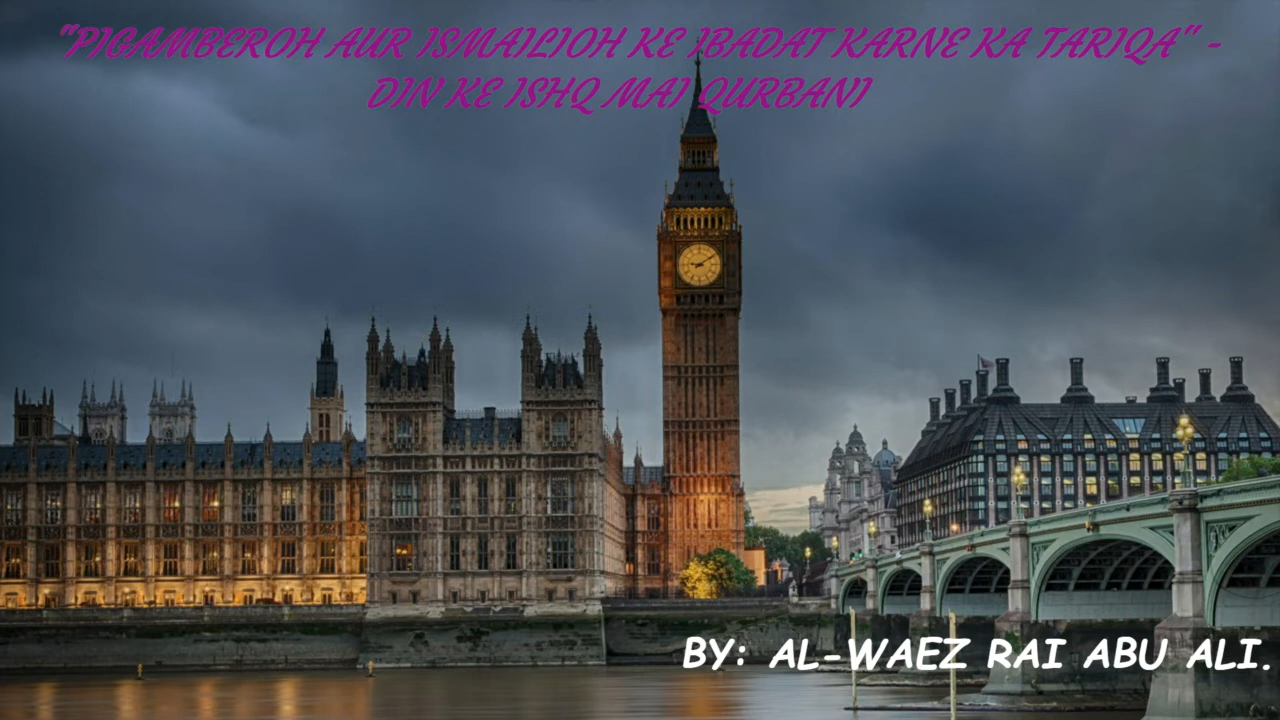 "PIGAMBEROH AUR ISMAILIOH KE IBADAT KARNE KA TARIQA" -
DIN KE ISHQ MAI QURBANI
BY: AL-WAEZ RAI ABU ALI.